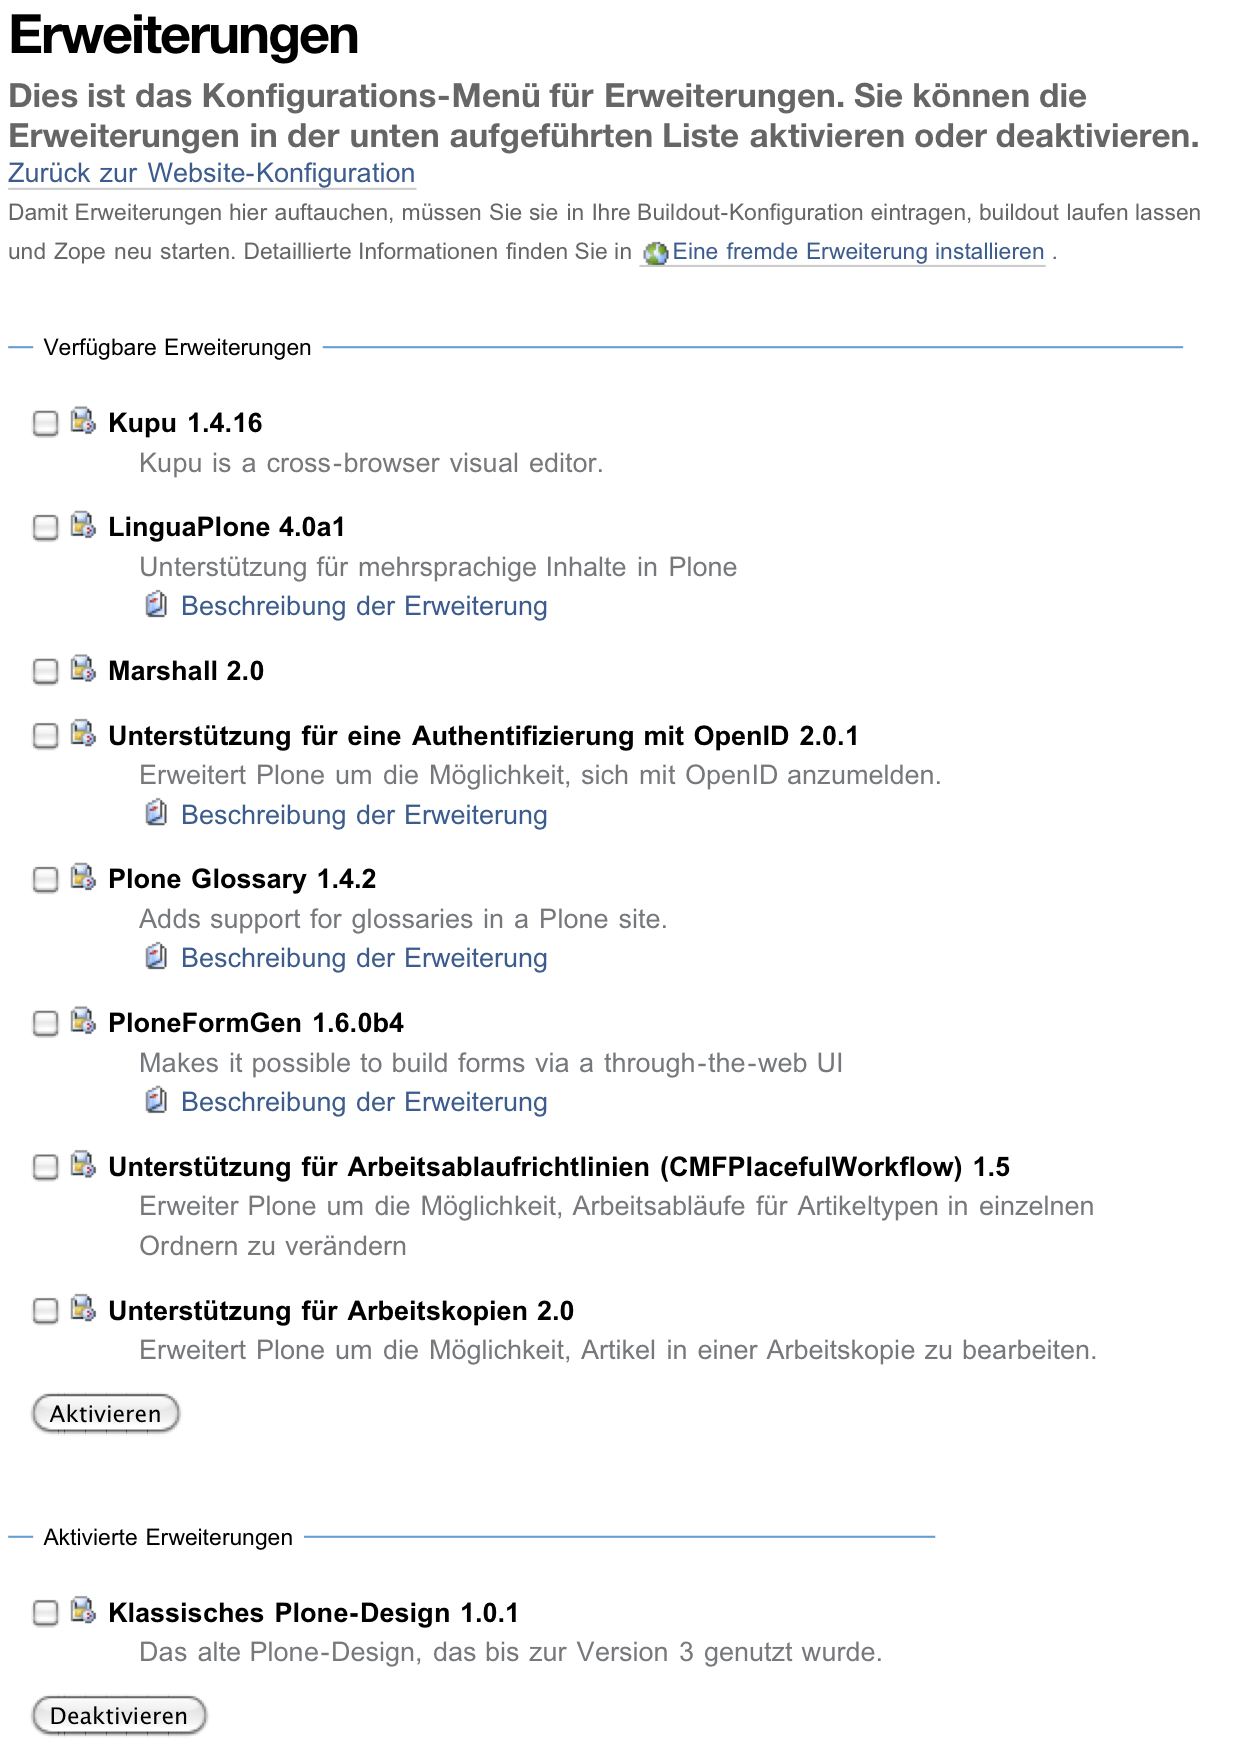 Erweiterungen
Dies ist das Konfigurations-Menü für Erweiterungen. Sie können die
Erweiterungen in der unten aufgeführten Liste aktivieren oder deaktivieren.
Zurück zur Website-Konfiguration
Damit Erweiterungen hier auftauchen, müssen Sie sie in Ihre Buildout-Konfiguration eintragen, buildout laufen lassen
und Zope neu starten. Detaillierte Informationen finden Sie in Eine fremde Erweiterung installieren .
Verfügbare Erweiterungen
Kupu 1.4.16
Kupu is a cross-browser visual editor.
LinguaPlone 4.0a1
Unterstützung für mehrsprachige Inhalte in Plone
Beschreibung der Erweiterung
Marshall 2.0
Unterstützung für eine Authentifizierung mit OpenID 2.0.1
Erweitert Plone um die Möglichkeit, sich mit OpenID anzumelden.
Beschreibung der Erweiterung
Plone Glossary 1.4.2
Adds support for glossaries in a Plone site.
Beschreibung der Erweiterung
PloneFormGen 1.6.0b4
Makes it possible to build forms via a through-the-web UI
Beschreibung der Erweiterung
Unterstützung für Arbeitsablaufrichtlinien (CMFPlacefulWorkflow) 1.5
Erweiter Plone um die Möglichkeit, Arbeitsabläufe für Artikeltypen in einzelnen
Ordnern zu verändern
Unterstützung für Arbeitskopien 2.0
Erweitert Plone um die Möglichkeit, Artikel in einer Arbeitskopie zu bearbeiten.
Aktivieren
Aktivierte Erweiterungen
Klassisches Plone-Design 1.0.1
Das alte Plone-Design, das bis zur Version 3 genutzt wurde.
Deaktivieren